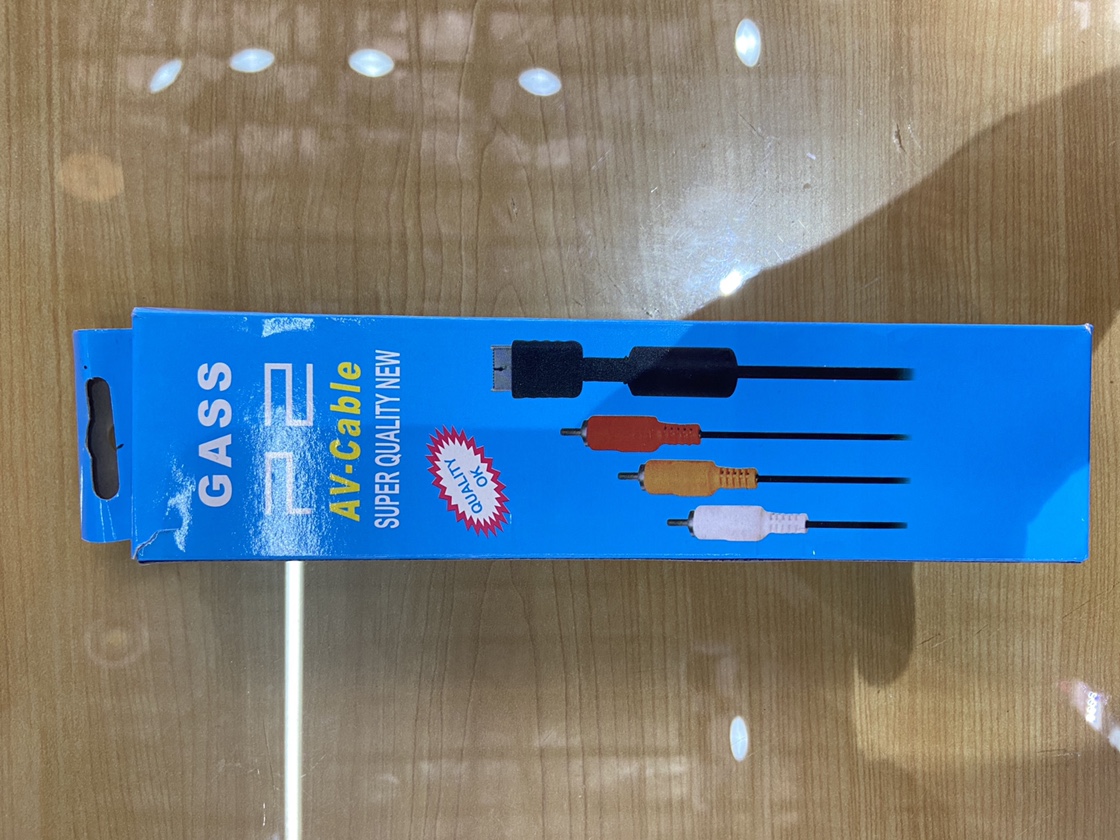 GASS
P2
AV-Cable
SUPER QUALITY NEW
QUALITY
OK